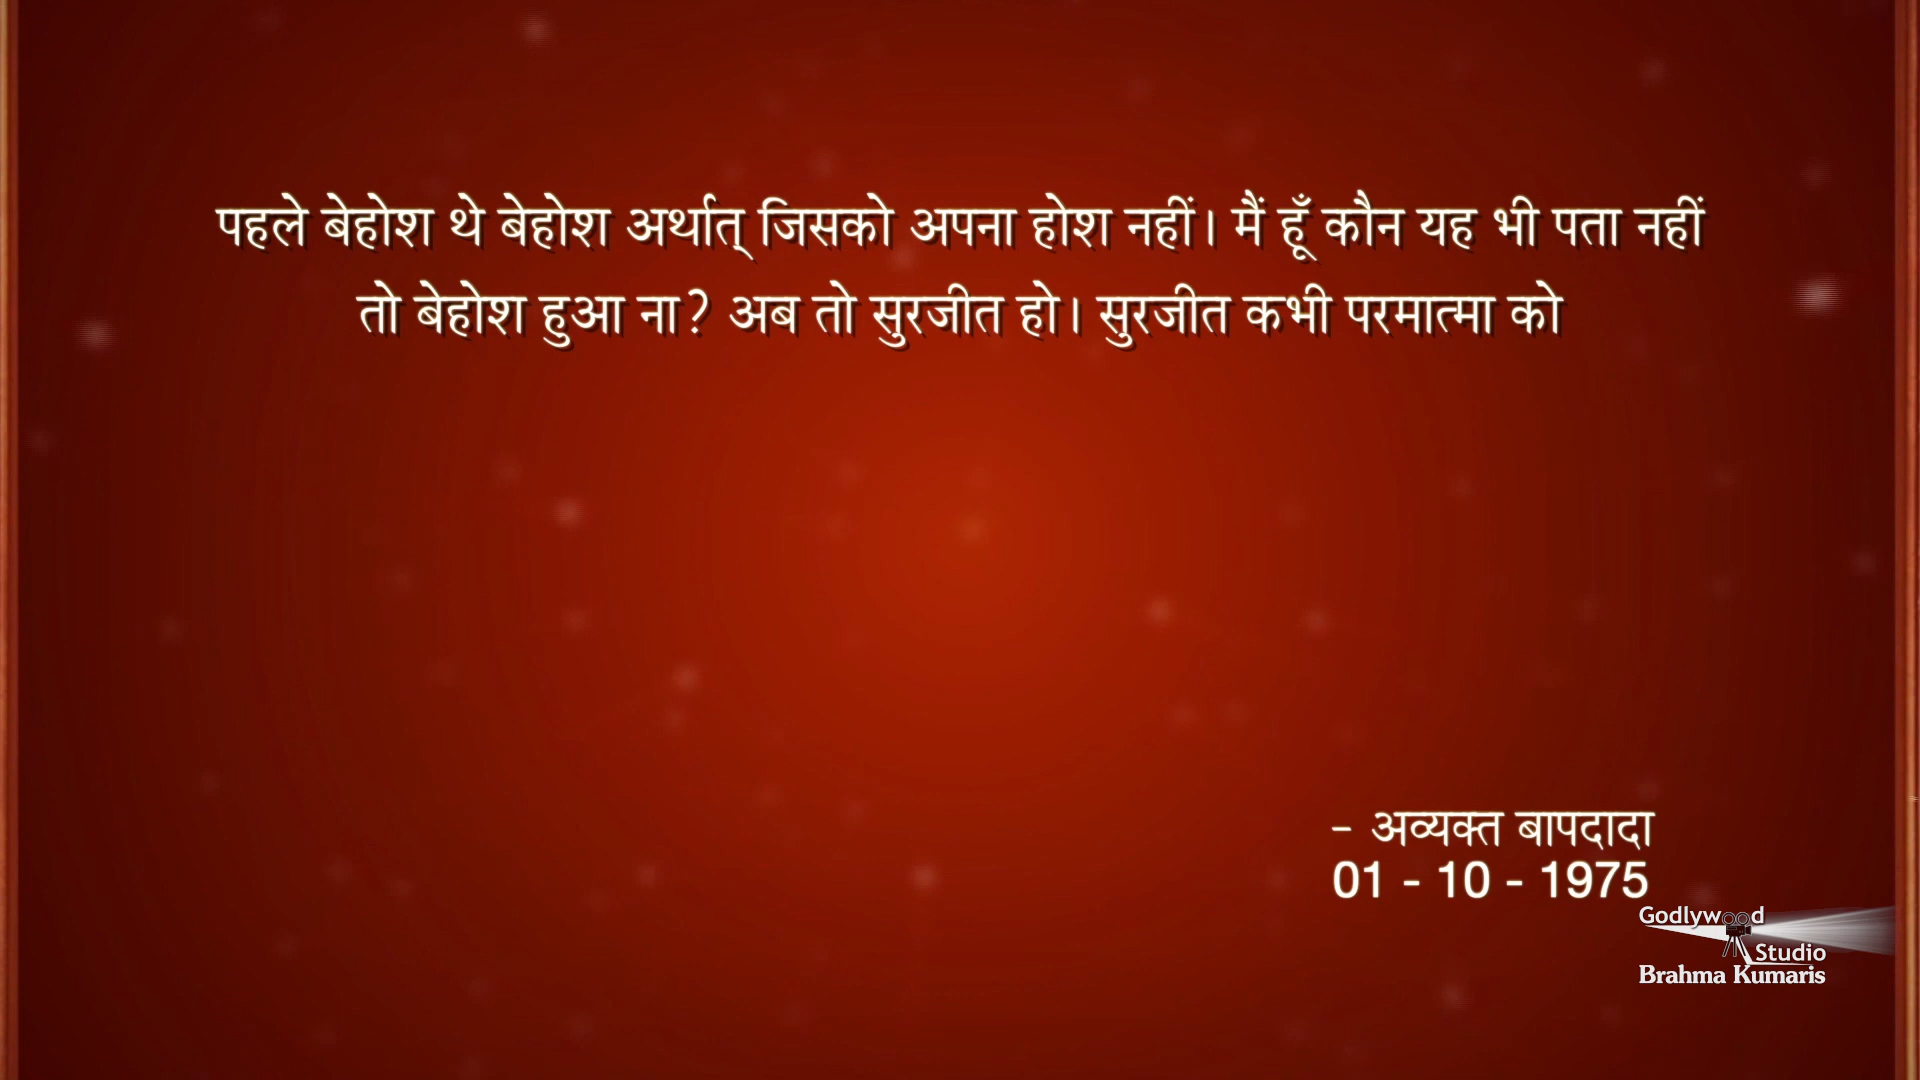 पहले बेहोश थे बेहोश अर्थात् जिसको अपना होश नहीं। मैं हूँ कौन यह भी पता नहीं
तो बेहोश हुआ ना? अब तो सुरजीत हो। सुरजीत कभी परमात्मा को
- अव्यक्त बापदादा
01 - 10 - 1975
Godlywood
Studio
Brahma Kumaris